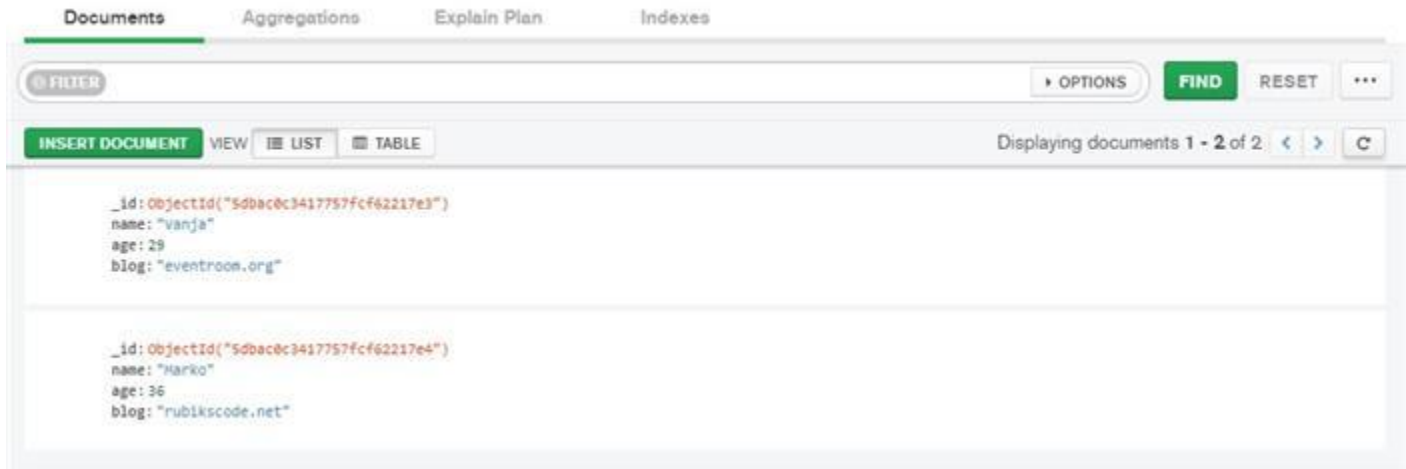 Documents Aggregations Explain Plan Indexes
FILTER OPTIONS FIND RESET ...
INSERT DOCUMENT VIEW LIST TABLE Displaying documents 1 - 2 of 2 < > C
_id:ObjectId("5dbac0c3417757fcf62217e3")
name:"Vanja"
age:29
blog:"eventroom.org"
_id:ObjectId("5dbac0c3417757fcf62217e4")
name:"Marko"
age:36
blog:"rubikscode.net"